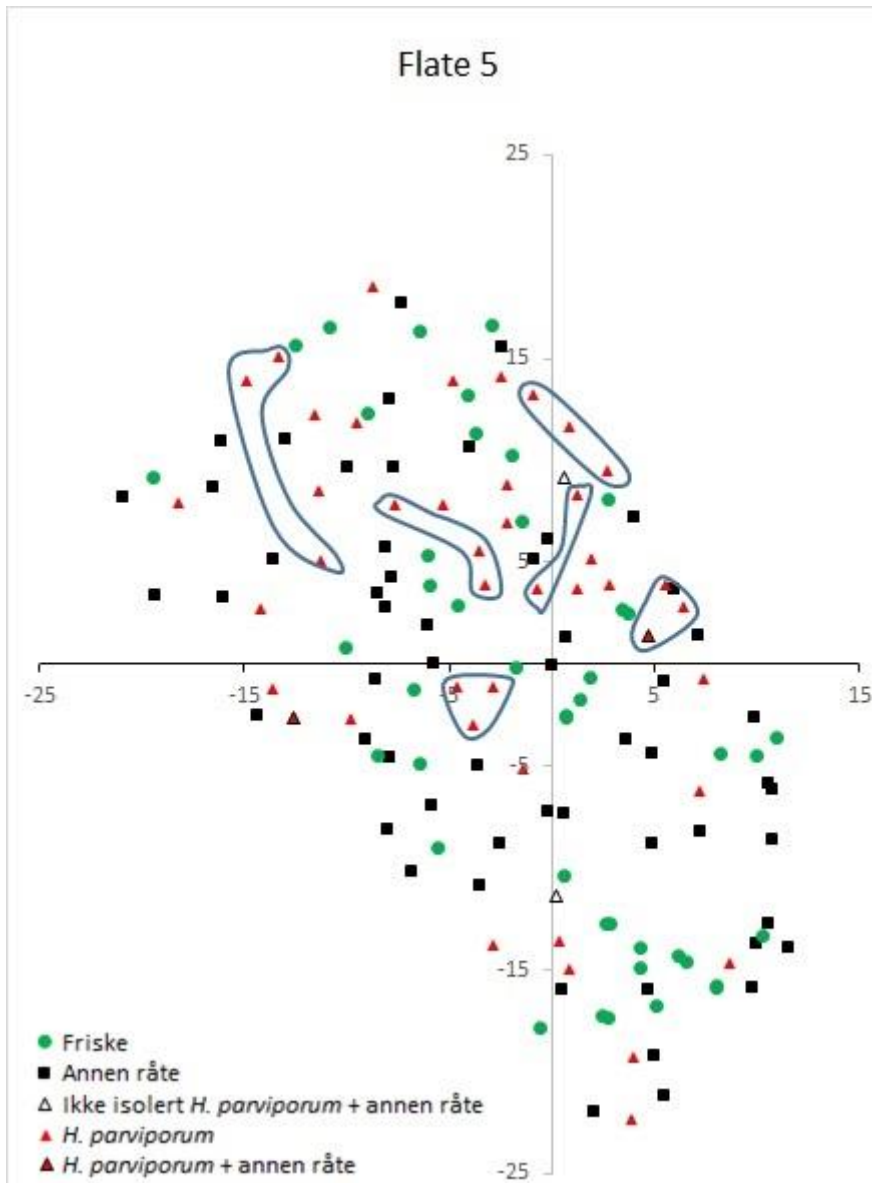 Flate 5
25
15
5
-25 -15 -5 5 15
-5
-15
-25
Friske
Annen råte
Ikke isolert H. parviporum + annen råte
H. parviporum
H. parviporum + annen råte